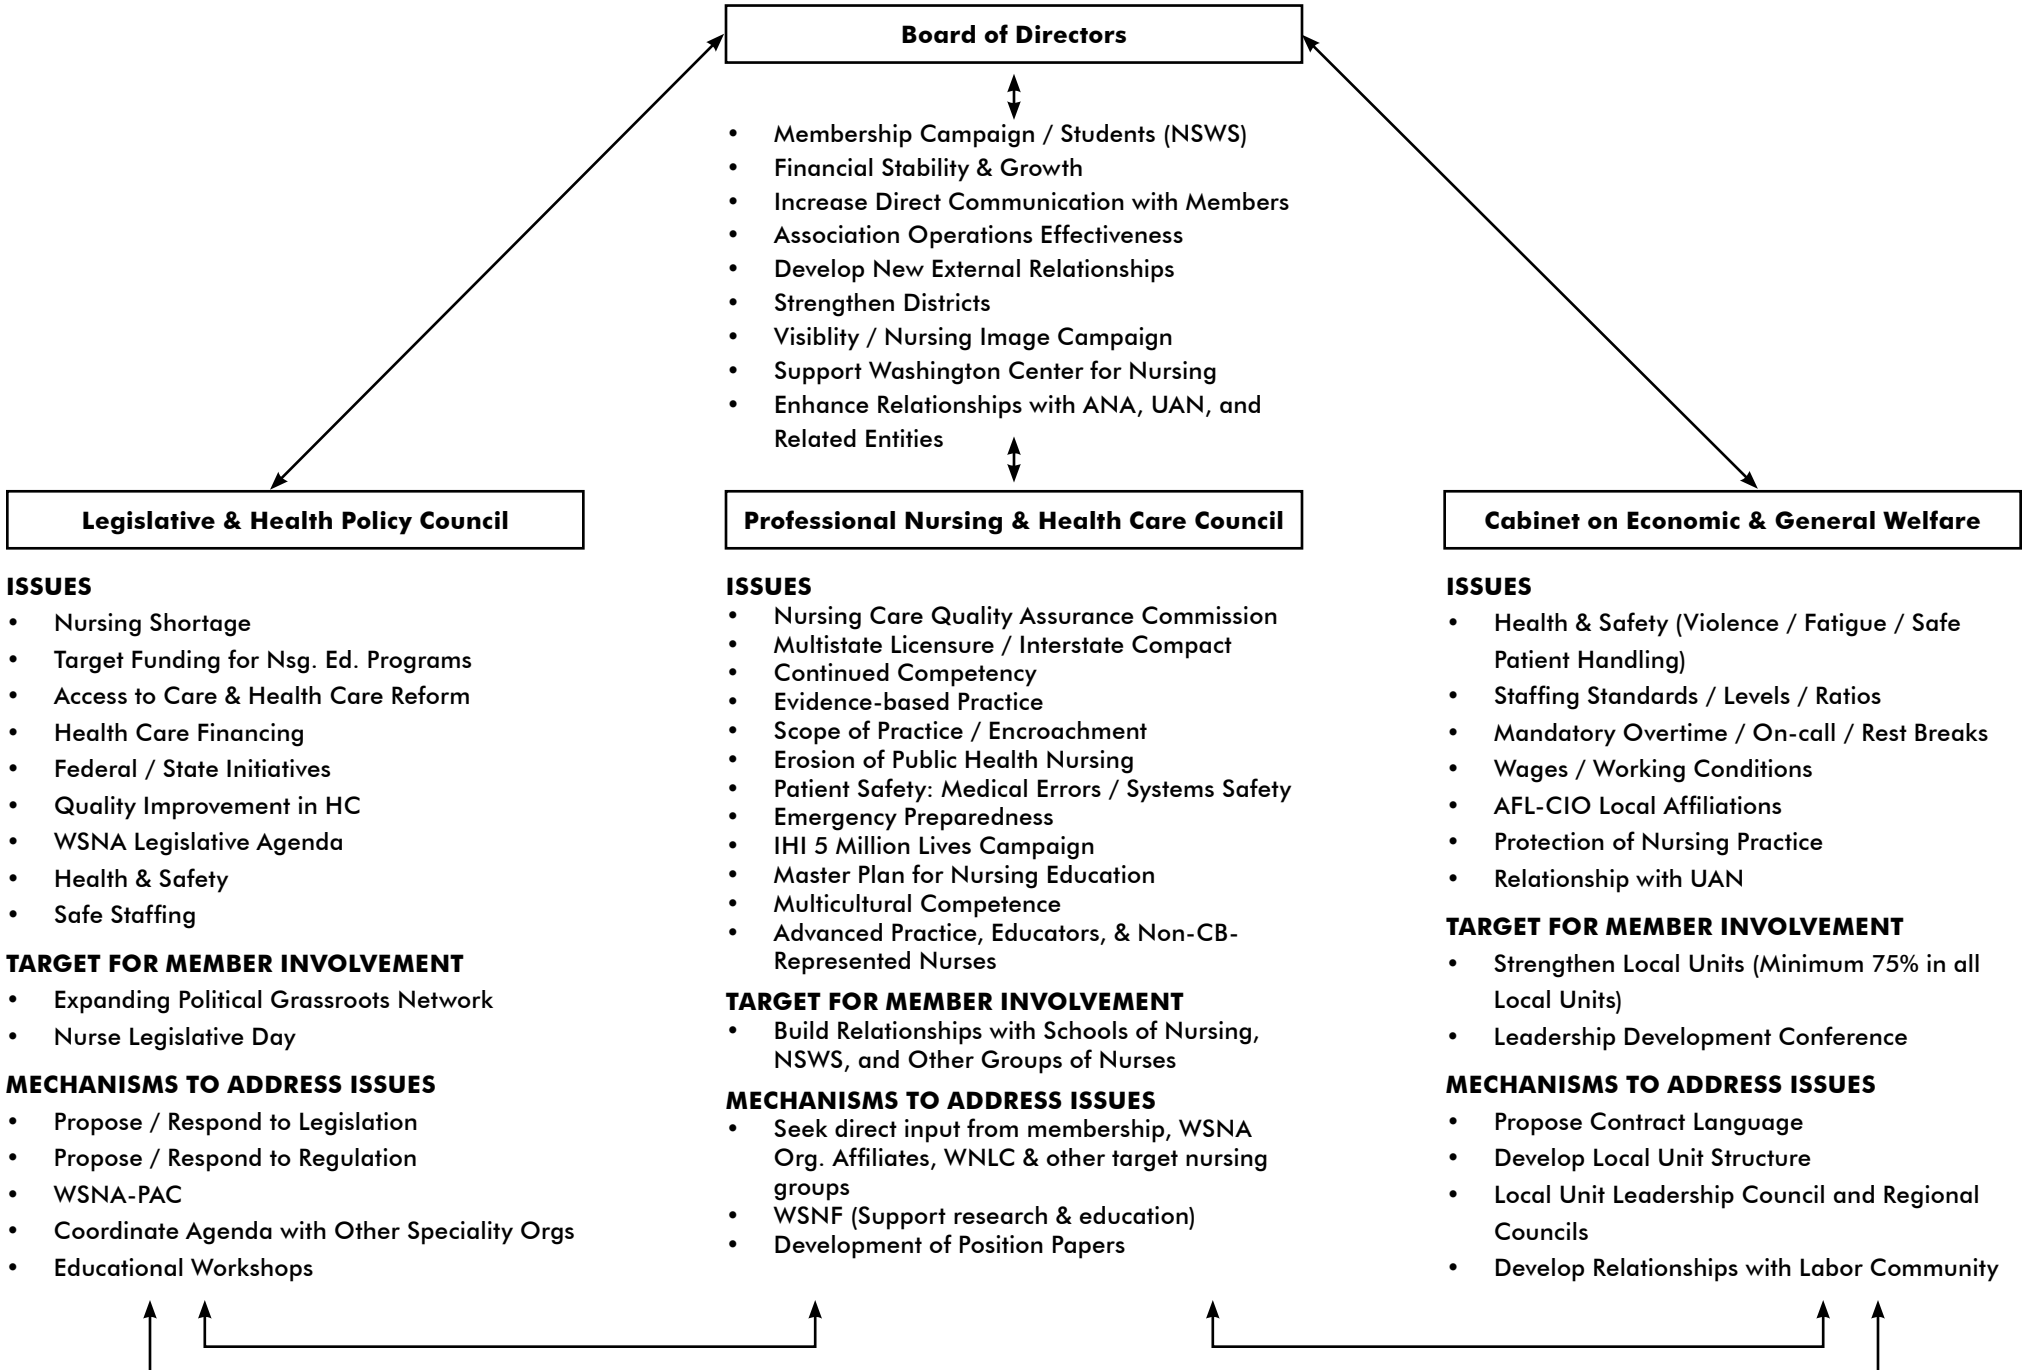 Board of Directors
• Membership Campaign / Students (NSWS)
• Financial Stability & Growth
• Increase Direct Communication with Members
• Association Operations Effectiveness
• Develop New External Relationships
• Strengthen Districts
• Visiblity / Nursing Image Campaign
• Support Washington Center for Nursing
• Enhance Relationships with ANA, UAN, and
Related Entities
Legislative & Health Policy Council
ISSUES
• Nursing Shortage
• Target Funding for Nsg. Ed. Programs
• Access to Care & Health Care Reform
• Health Care Financing
• Federal / State Initiatives
• Quality Improvement in HC
• WSNA Legislative Agenda
• Health & Safety
• Safe Staffing
TARGET FOR MEMBER INVOLVEMENT
• Expanding Political Grassroots Network
• Nurse Legislative Day
MECHANISMS TO ADDRESS ISSUES
• Propose / Respond to Legislation
• Propose / Respond to Regulation
• WSNA-PAC
• Coordinate Agenda with Other Speciality Orgs
• Educational Workshops
Professional Nursing & Health Care Council
ISSUES
• Nursing Care Quality Assurance Commission
• Multistate Licensure / Interstate Compact
• Continued Competency
• Evidence-based Practice
• Scope of Practice / Encroachment
• Erosion of Public Health Nursing
• Patient Safety: Medical Errors / Systems Safety
• Emergency Preparedness
• IHI 5 Million Lives Campaign
• Master Plan for Nursing Education
• Multicultural Competence
• Advanced Practice, Educators, & Non-CB-
Represented Nurses
TARGET FOR MEMBER INVOLVEMENT
• Build Relationships with Schools of Nursing,
NSWS, and Other Groups of Nurses
MECHANISMS TO ADDRESS ISSUES
• Seek direct input from membership, WSNA
Org. Affiliates, WNLC & other target nursing
groups
• WSNF (Support research & education)
• Development of Position Papers
Cabinet on Economic & General Welfare
ISSUES
• Health & Safety (Violence / Fatigue / Safe
Patient Handling)
• Staffing Standards / Levels / Ratios
• Mandatory Overtime / On-call / Rest Breaks
• Wages / Working Conditions
• AFL-CIO Local Affiliations
• Protection of Nursing Practice
• Relationship with UAN
TARGET FOR MEMBER INVOLVEMENT
• Strengthen Local Units (Minimum 75% in all
Local Units)
• Leadership Development Conference
MECHANISMS TO ADDRESS ISSUES
• Propose Contract Language
• Develop Local Unit Structure
• Local Unit Leadership Council and Regional
Councils
• Develop Relationships with Labor Community